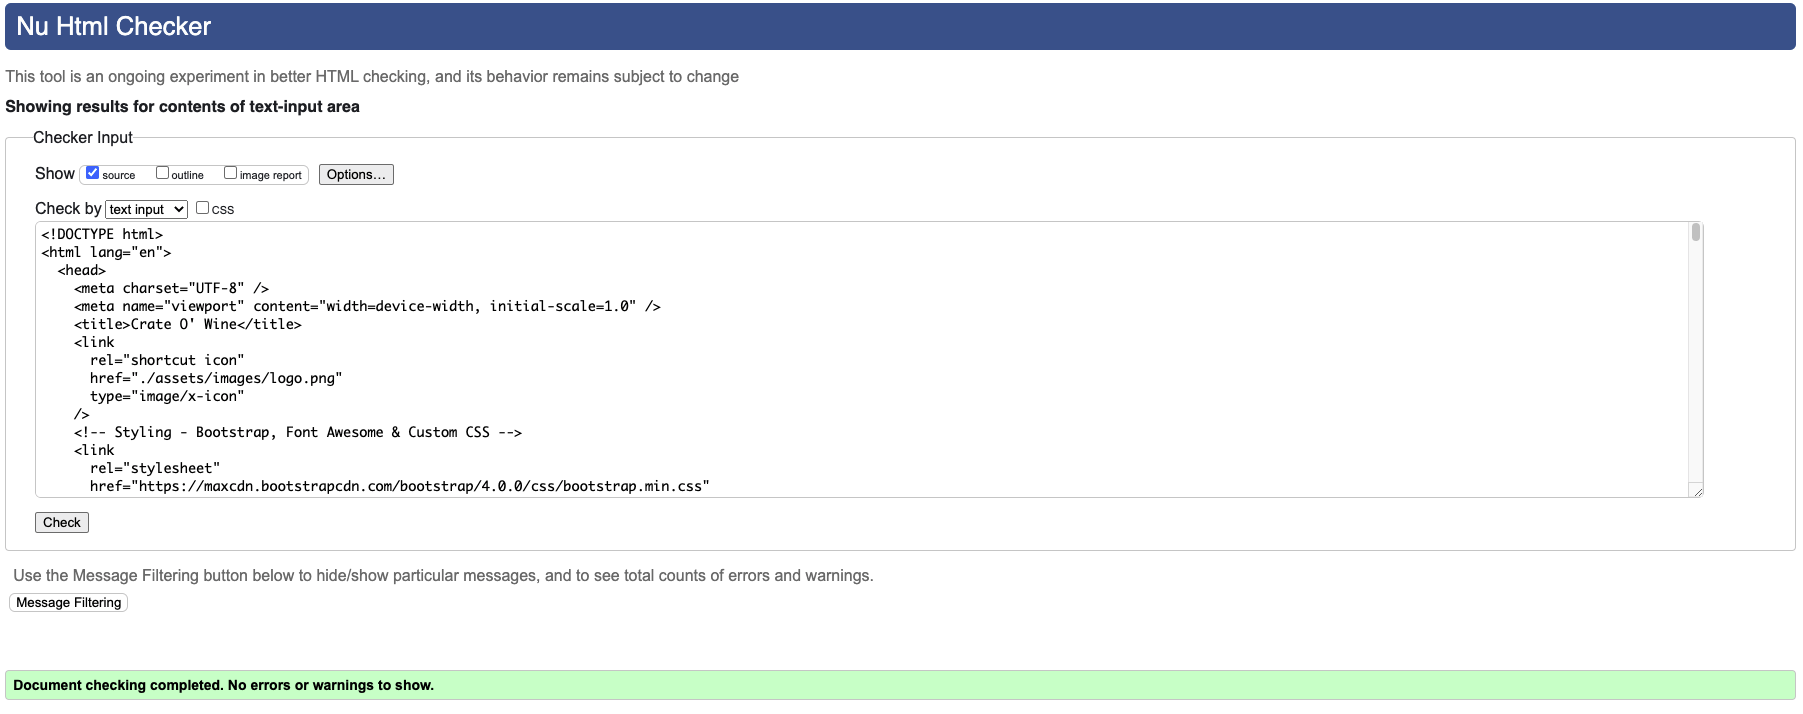 Nu Html Checker
This tool is an ongoing experiment in better HTML checking, and its behavior remains subject to change
Showing results for contents of text-input area
Checker Input
Show source outline image report Options...
Check by text input CSS
<!DOCTYPE html>
<html lang="en">
  <head>
    <meta charset="UTF-8" />
    <meta name="viewport" content="width=device-width, initial-scale=1.0" />
    <title>Crate O' Wine</title>
    <link
      rel="shortcut icon"
      href="./assets/images/logo.png"
      type="image/x-icon"
    />
    <!-- Styling - Bootstrap, Font Awesome & Custom CSS -->
    <link
      rel="stylesheet"
      href="https://maxcdn.bootstrapcdn.com/bootstrap/4.0.0/css/bootstrap.min.css"
Check
Use the Message Filtering button below to hide/show particular messages, and to see total counts of errors and warnings.
Message Filtering
Document checking completed. No errors or warnings to show.